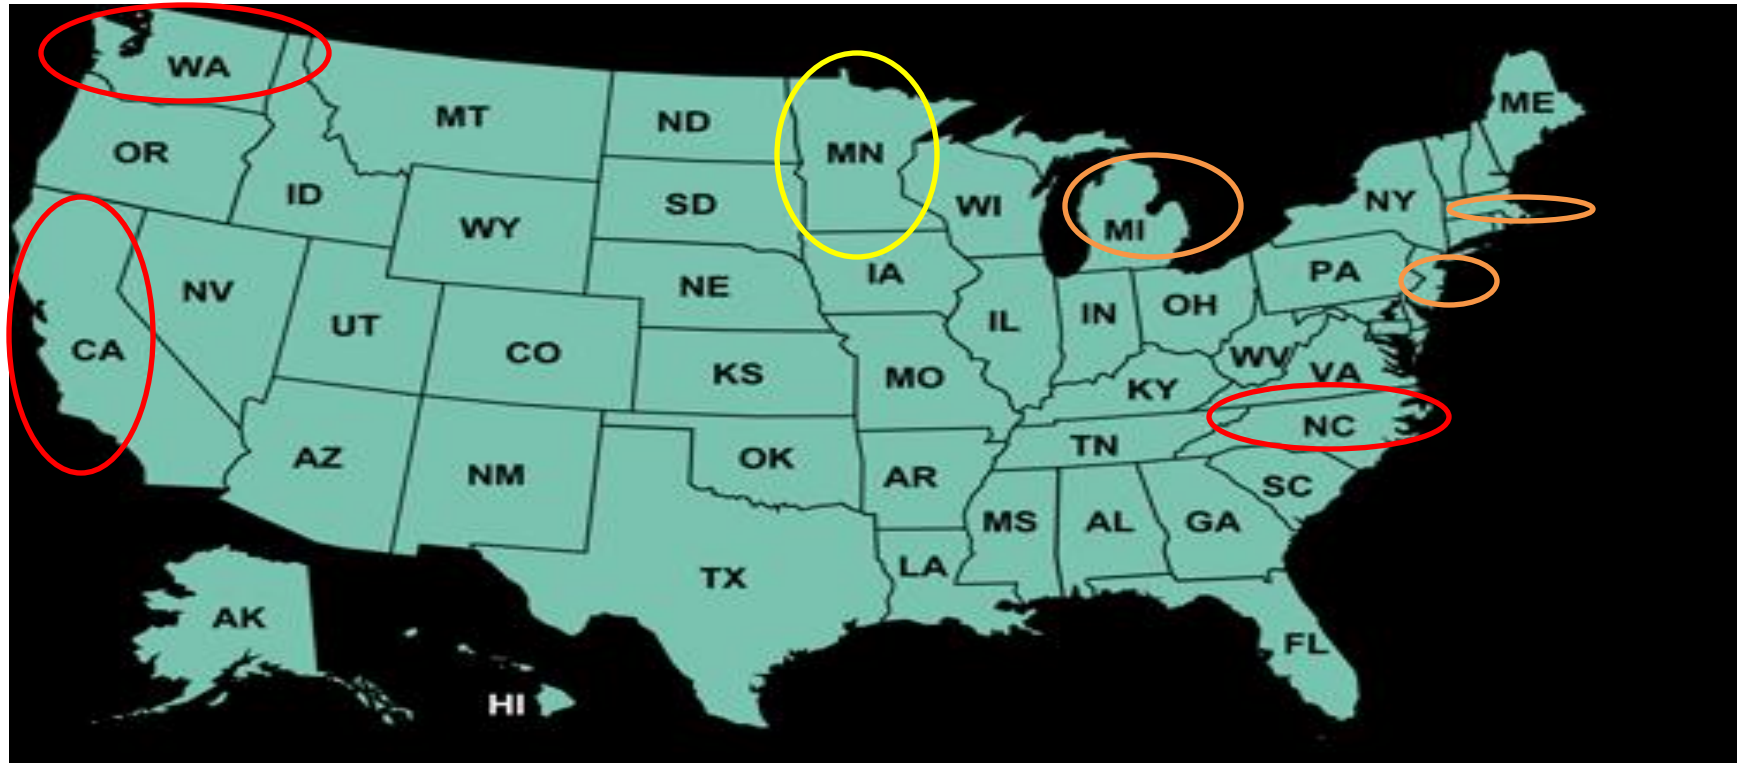 WA
MT
ND
MN
ME
OR
ID
WY
SD
WI
MI
NY
NV
UT
CO
NE
IA
PA
CA
KS
MO
IL
IN
OH
WV
VA
KY
NC
AZ
NM
OK
AR
TN
SC
MS
AL
GA
TX
LA
AK
FL
HI